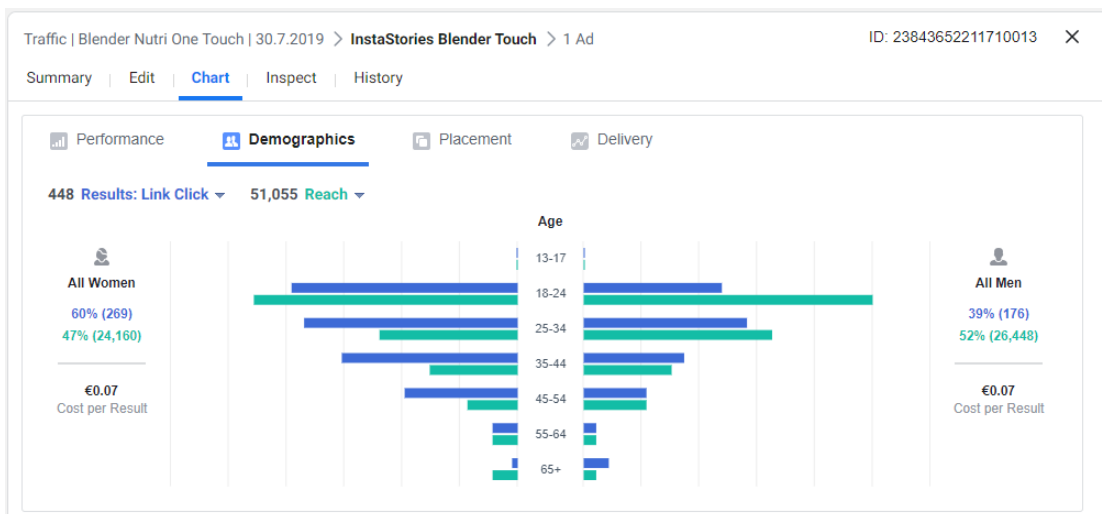 Traffic | Blender Nutri One Touch | 30.7.2019 > InstaStories Blender Touch > 1 Ad
ID: 23843652211710013
Summary
Edit
Chart
Inspect
History
Performance
Demographics
Placement
Delivery
448 Results: Link Click
51,055 Reach
Age
All Women
60% (269)
47% (24,160)
€0.07
Cost per Result
13-17
18-24
25-34
35-44
45-54
55-64
65+
All Men
39% (176)
52% (26,448)
€0.07
Cost per Result